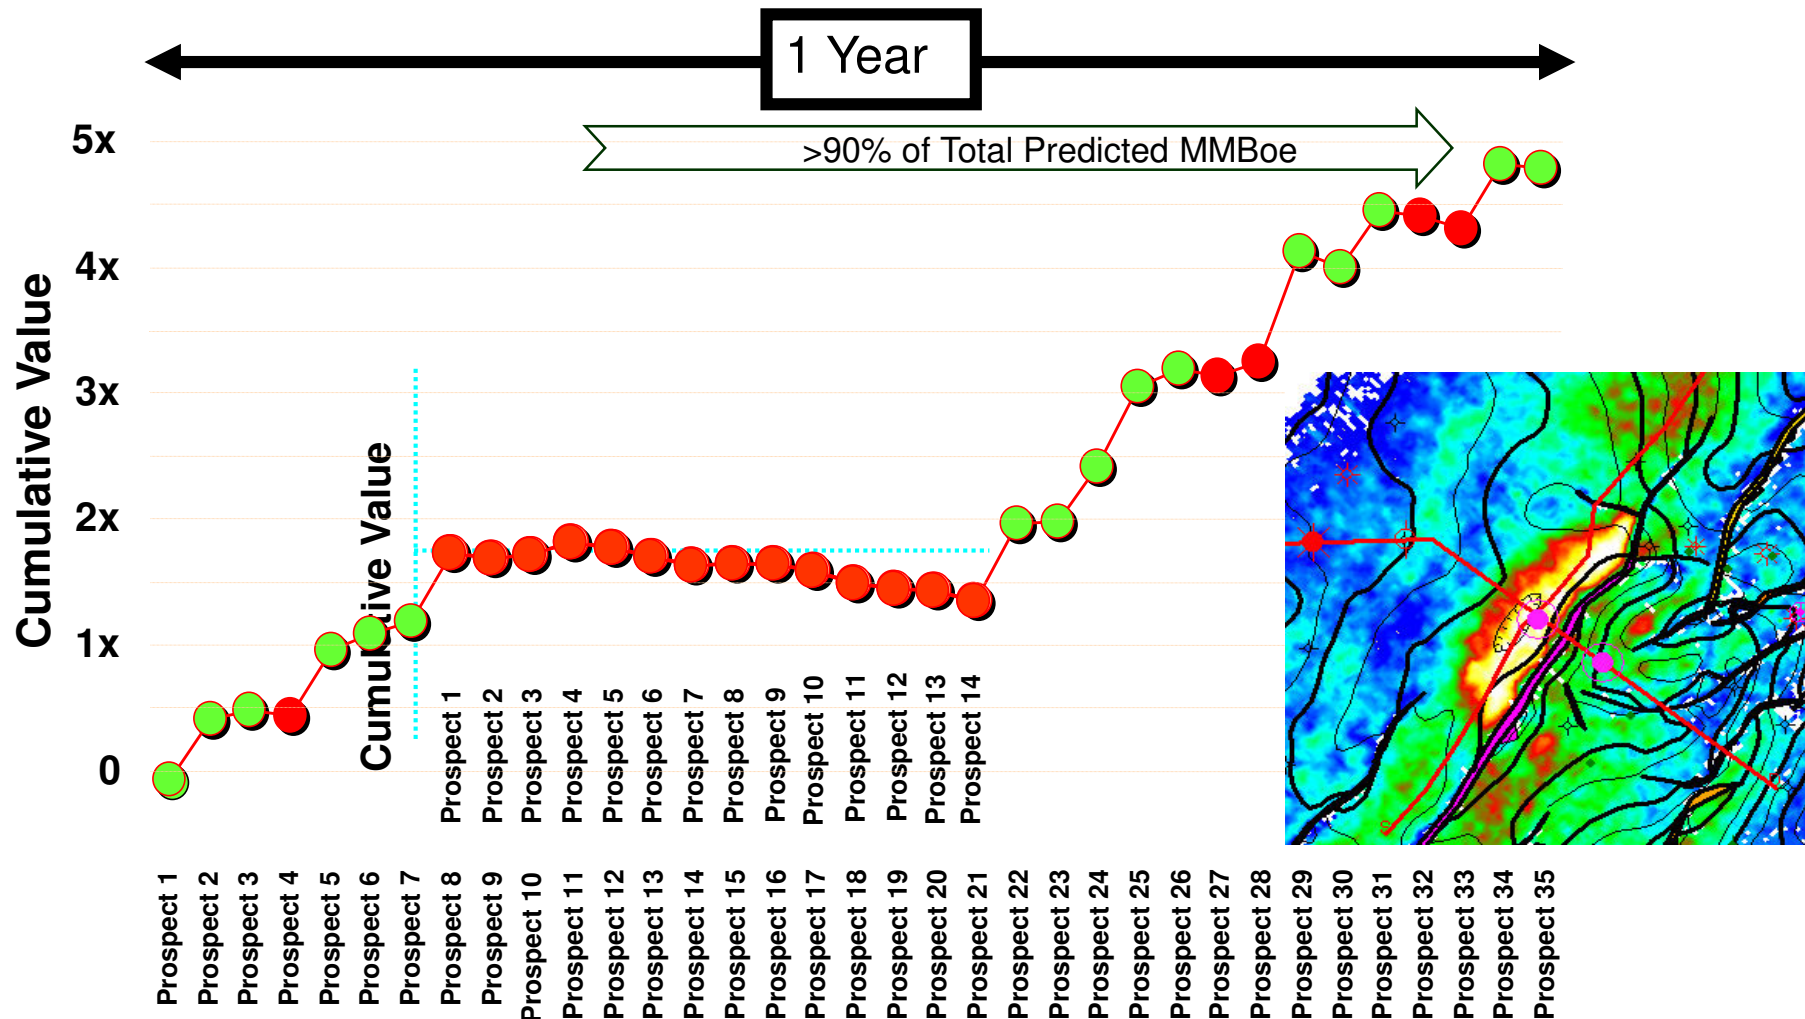 1 Year
>90% of Total Predicted MMBoe
5x
4x
3x
2x
1x
0
Cumulative Value
Cumulative Value
Prospect 1
Prospect 2
Prospect 3
Prospect 4
Prospect 5
Prospect 6
Prospect 7
Prospect 8
Prospect 9
Prospect 10
Prospect 11
Prospect 12
Prospect 13
Prospect 14
Prospect 1
Prospect 2
Prospect 3
Prospect 4
Prospect 5
Prospect 6
Prospect 7
Prospect 8
Prospect 9
Prospect 10
Prospect 11
Prospect 12
Prospect 13
Prospect 14
Prospect 15
Prospect 16
Prospect 17
Prospect 18
Prospect 19
Prospect 20
Prospect 21
Prospect 22
Prospect 23
Prospect 24
Prospect 25
Prospect 26
Prospect 27
Prospect 28
Prospect 29
Prospect 30
Prospect 31
Prospect 32
Prospect 33
Prospect 34
Prospect 35